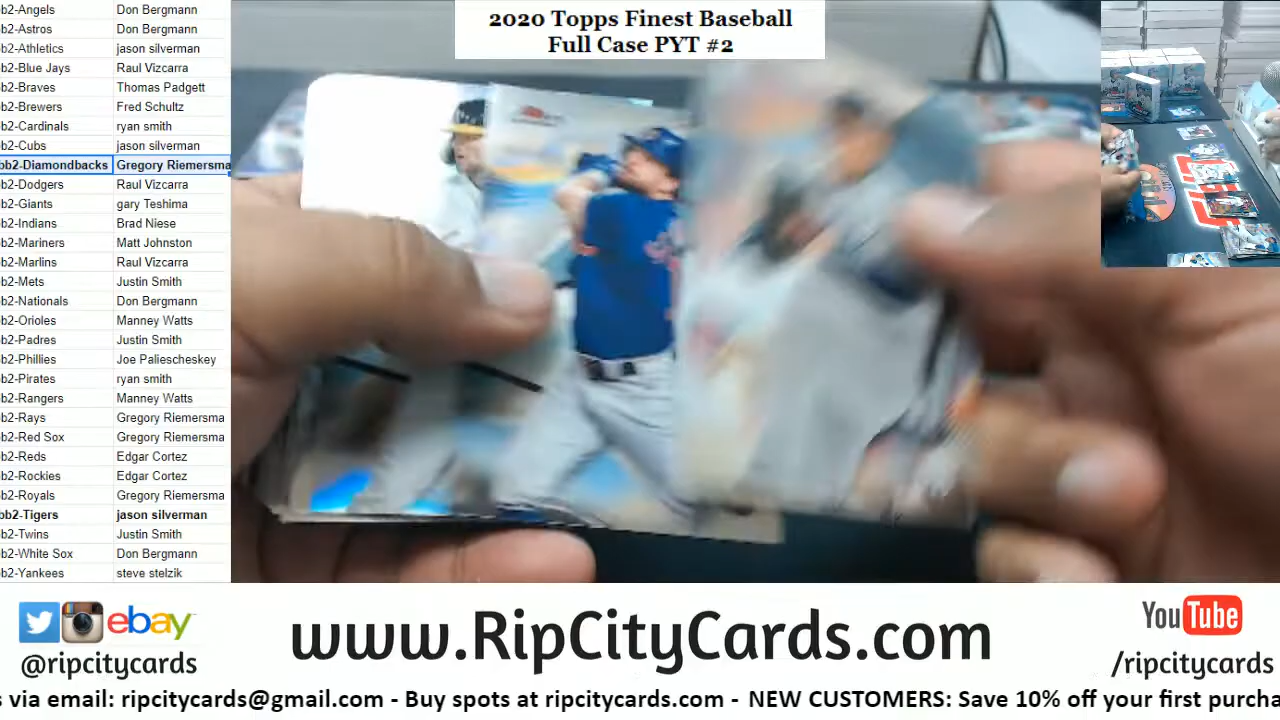 2020 Topps Finest Baseball
Full Case PYT #2
b2-Angels Don Bergmann
b2-Astros Don Bergmann
b2-Athletics jason silverman
b2-Blue Jays Raul Vizcarra
b2-Braves Thomas Padgett
b2-Brewers Fred Schultz
b2-Cardinals ryan smith
b2-Cubs jason silverman
bb2-Diamondbacks Gregory Riemersma
b2-Dodgers Raul Vizcarra
b2-Giants gary Teshima
b2-Indians Brad Niese
b2-Mariners Matt Johnston
b2-Marlins Raul Vizcarra
b2-Mets Justin Smith
b2-Nationals Don Bergmann
b2-Orioles Manney Watts
b2-Padres Justin Smith
b2-Phillies Joe Paliescheskey
b2-Pirates ryan smith
b2-Rangers Manney Watts
b2-Rays Gregory Riemersma
b2-Red Sox Gregory Riemersma
b2-Reds Edgar Cortez
b2-Rockies Edgar Cortez
b2-Royals Gregory Riemersma
bb2-Tigers jason silverman
b2-Twins Justin Smith
b2-White Sox Don Bergmann
b2-Yankees steve stelzik
ebay
@ripcitycards
www.RipCityCards.com
YouTube
/ripcitycards
s via email: ripcitycards@gmail.com - Buy spots at ripcitycards.com - NEW CUSTOMERS: Save 10% off your first purcha